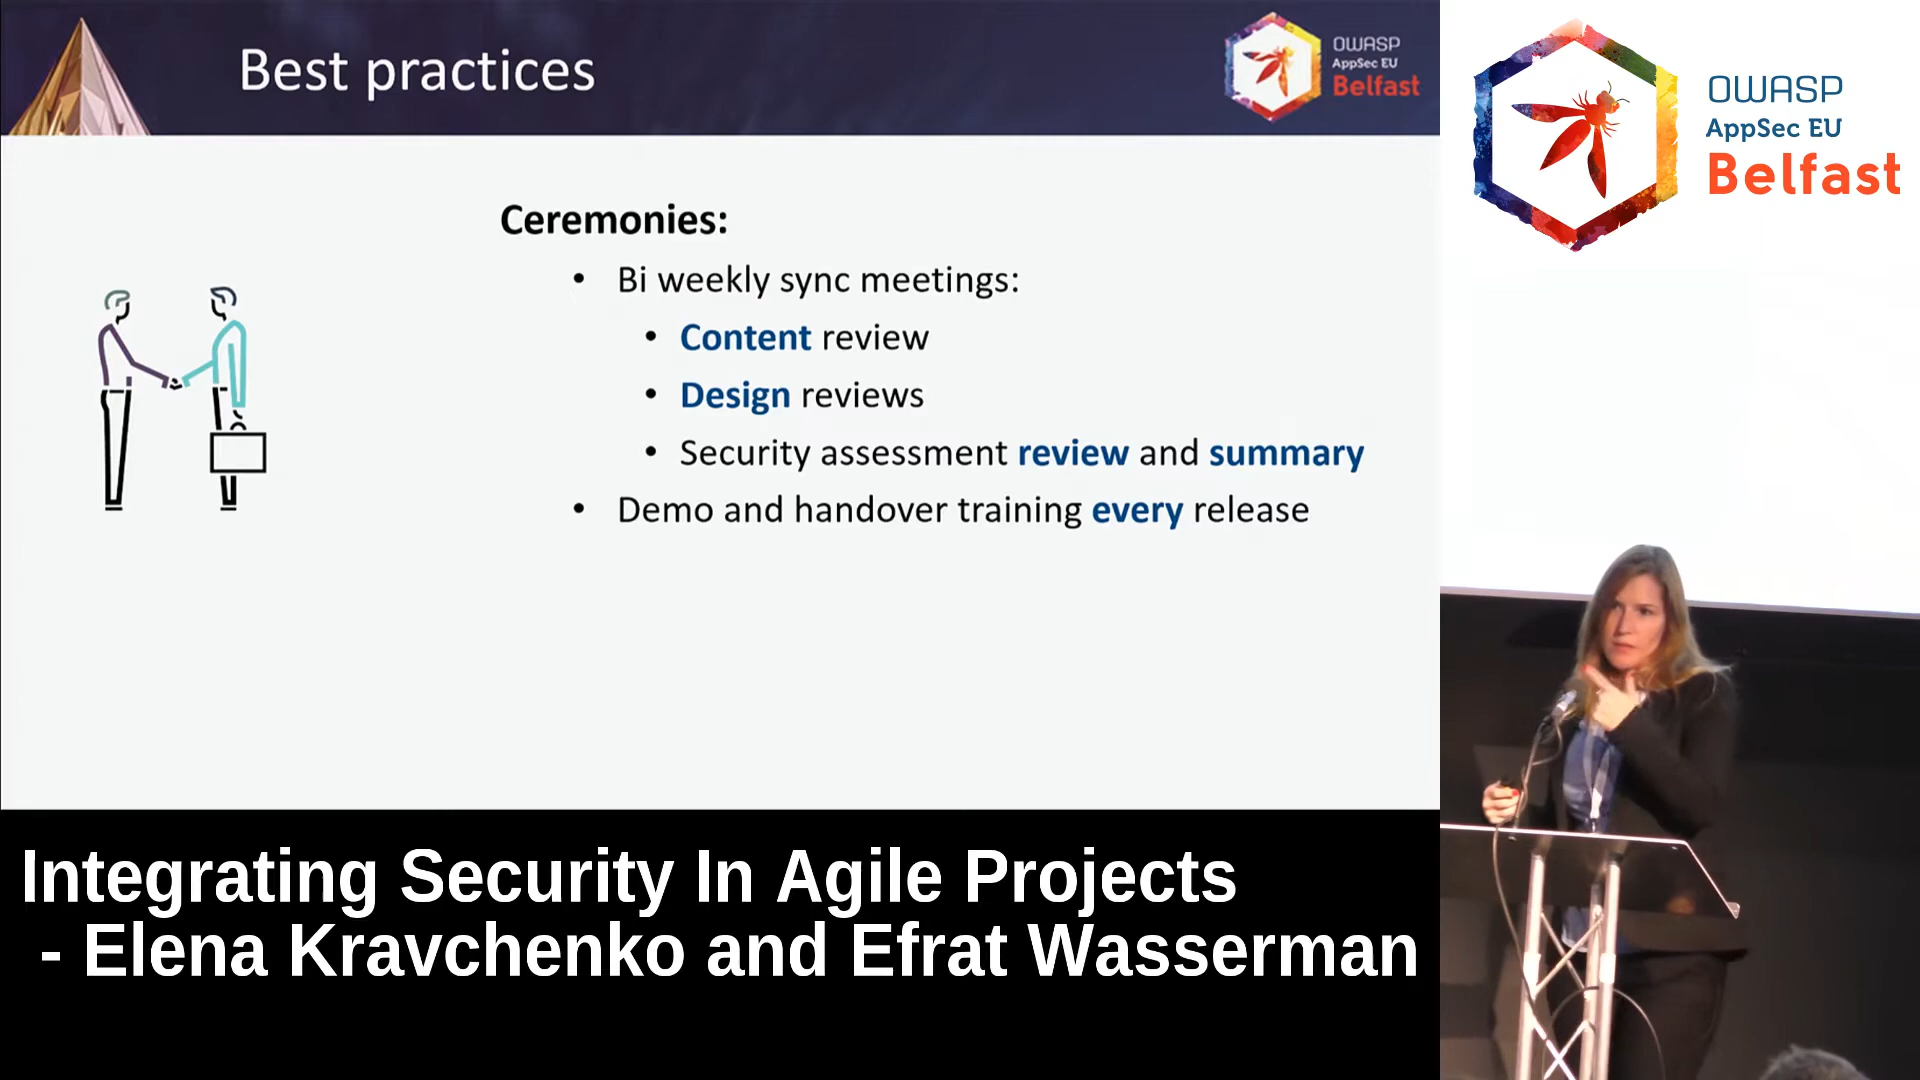 Best practices
OWASP
AppSec EU
Belfast
OWASP
AppSec EU
Belfast
Ceremonies:
• Bi weekly sync meetings:
• Content review
• Design reviews
• Security assessment review and summary
• Demo and handover training every release
Integrating Security In Agile Projects
- Elena Kravchenko and Efrat Wasserman